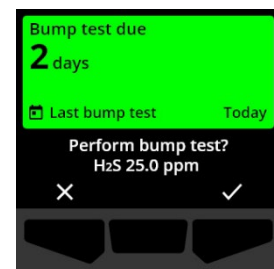 Bump test due
2 days
Last bump test Today
Perform bump test?
H2S 25.0 ppm